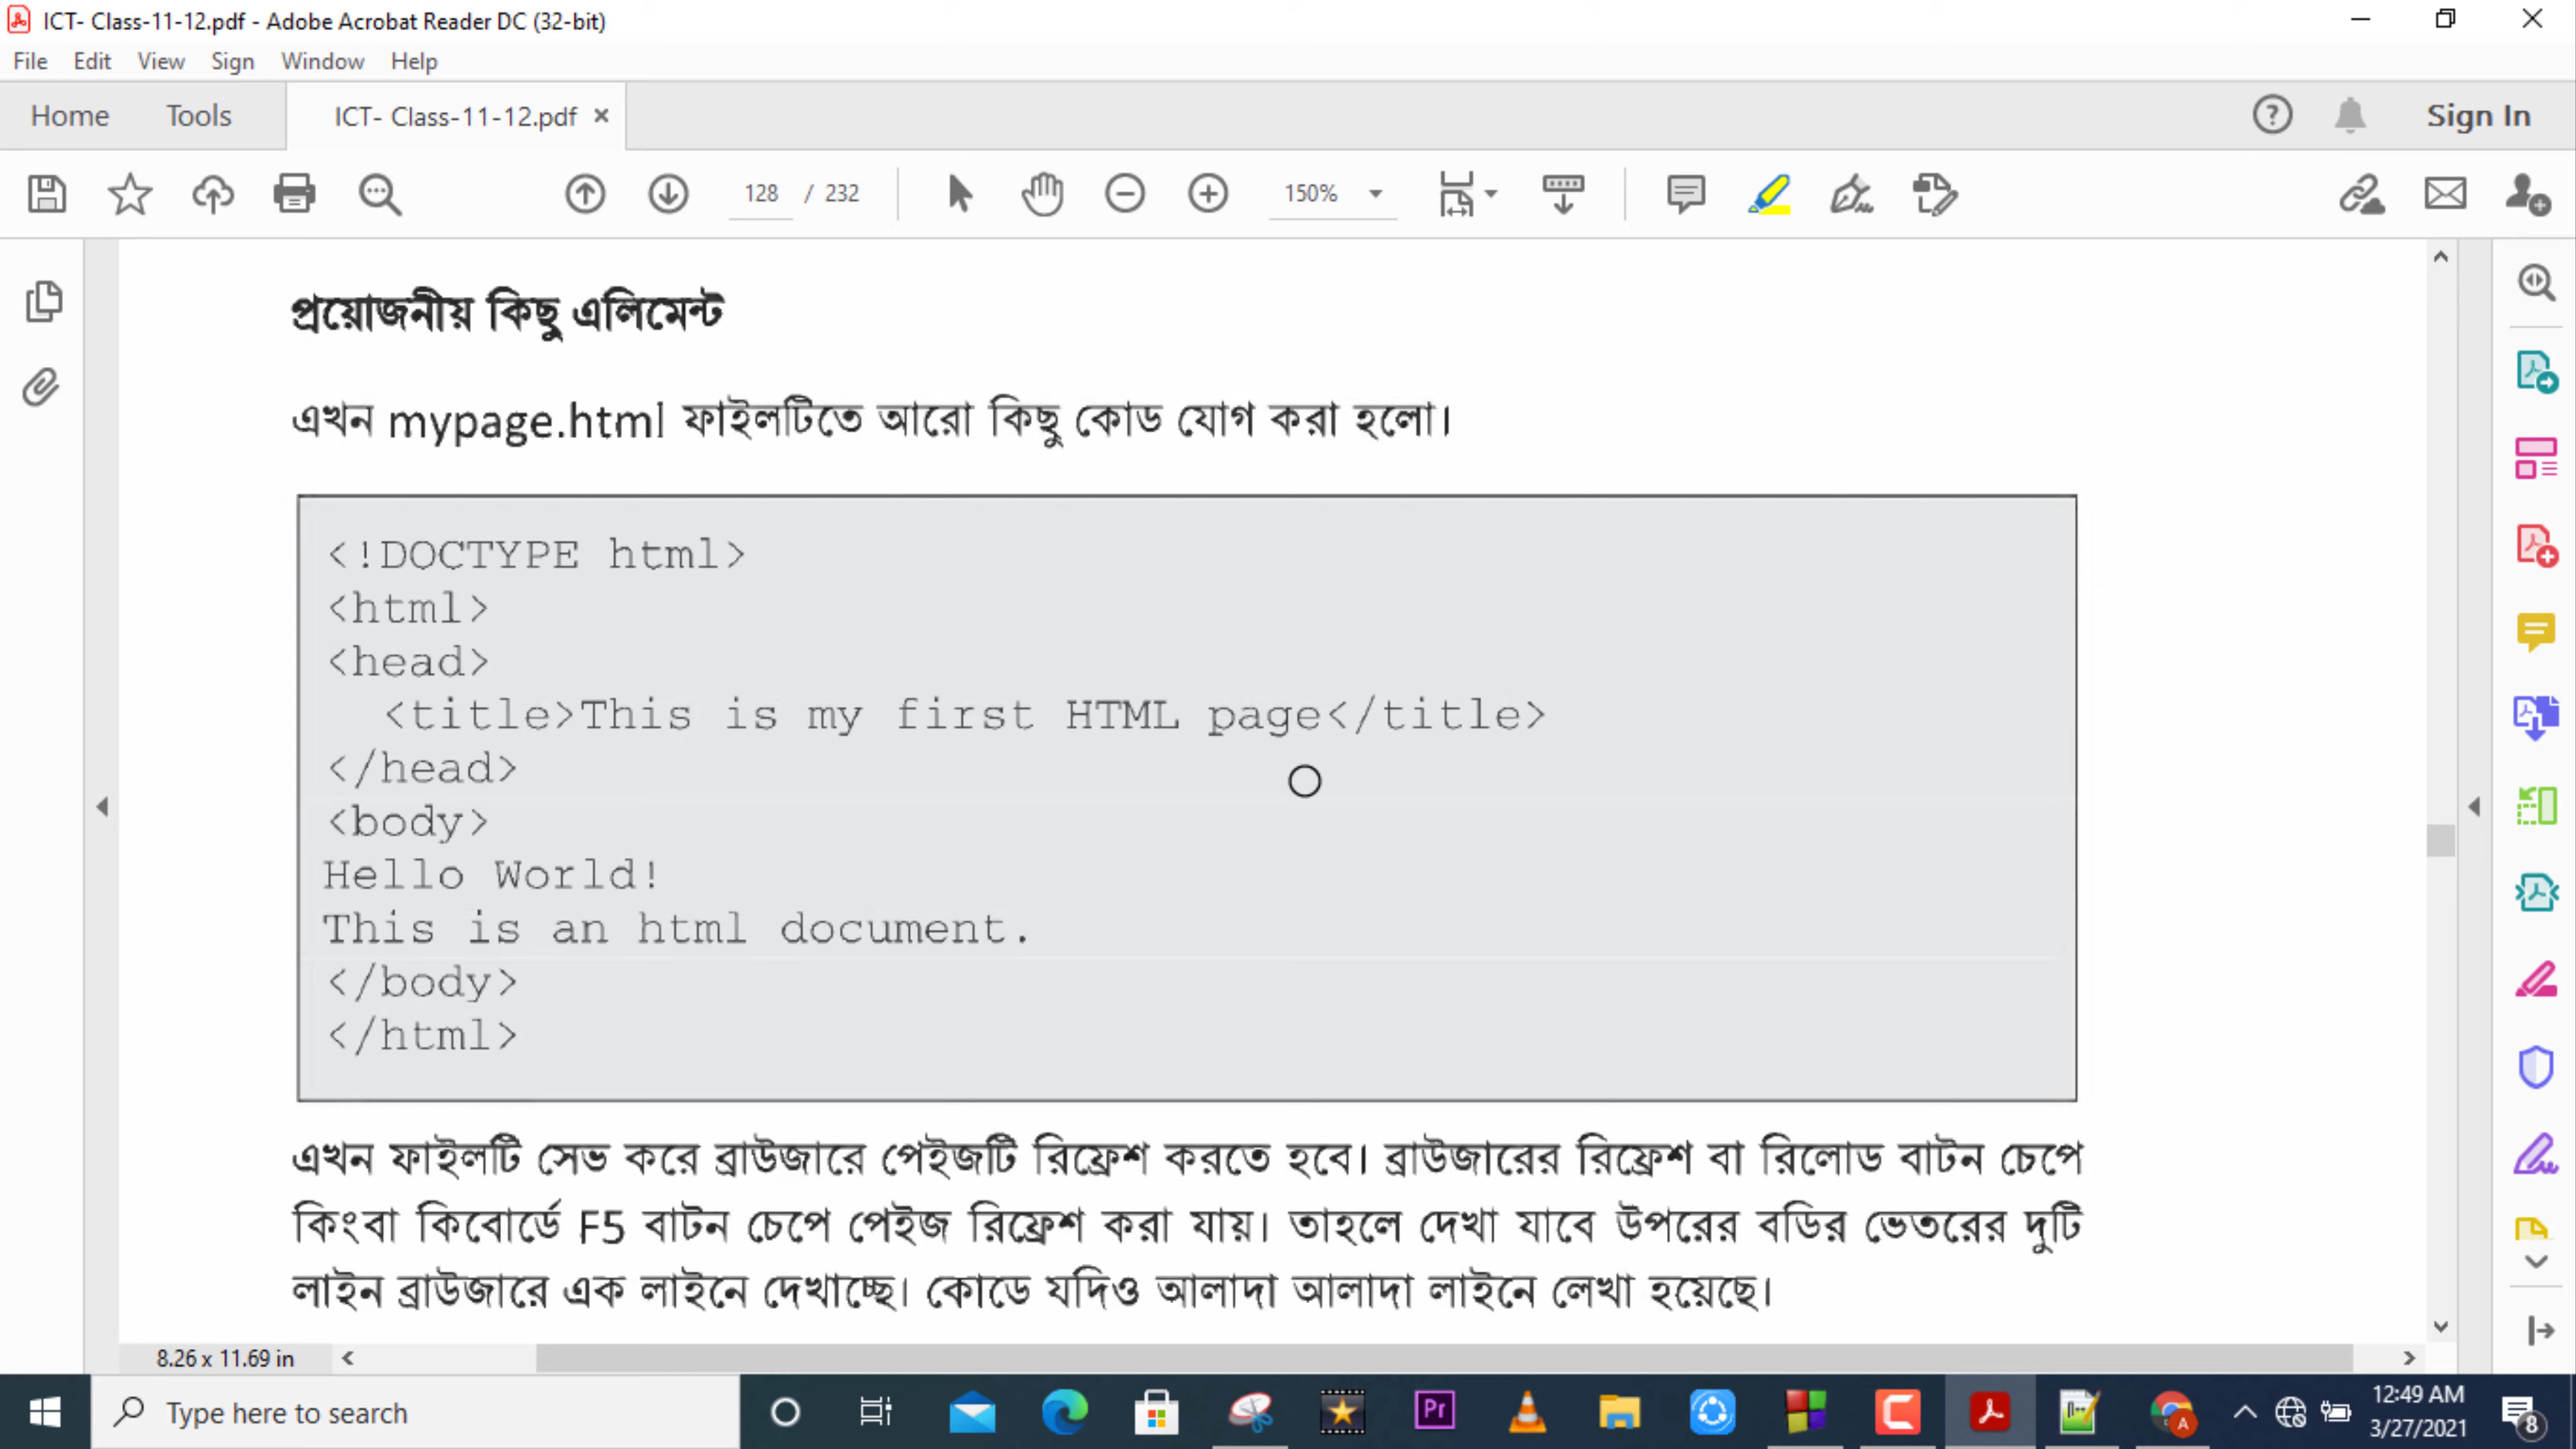 ICT- Class-11-12.pdf - Adobe Acrobat Reader DC (32-bit)
File Edit View Sign Window Help
Home Tools ICT- Class-11-12.pdf × Sign In
128 / 232 150%
প্রয়োজনীয় কিছু এলিমেন্ট
এখন mypage.html ফাইলটিতে আরো কিছু কোড যোগ করা হলো।
<!DOCTYPE html>
<html>
<head>
<title>This is my first HTML page</title>
</head>
<body>
Hello World!
This is an html document.
</body>
</html>
এখন ফাইলটি সেভ করে ব্রাউজারে পেইজটি রিফ্রেশ করতে হবে। ব্রাউজারের রিফ্রেশ বা রিলোড বাটন চেপে
কিংবা কিবোর্ডে F5 বাটন চেপে পেইজ রিফ্রেশ করা যায়। তাহলে দেখা যাবে উপরের বডির ভেতরের দুটি
লাইন ব্রাউজারে এক লাইনে দেখাচ্ছে। কোডে যদিও আলাদা আলাদা লাইনে লেখা হয়েছে।
8.26 x 11.69 in
Type here to search Pr A 12:49 AM
3/27/2021 8